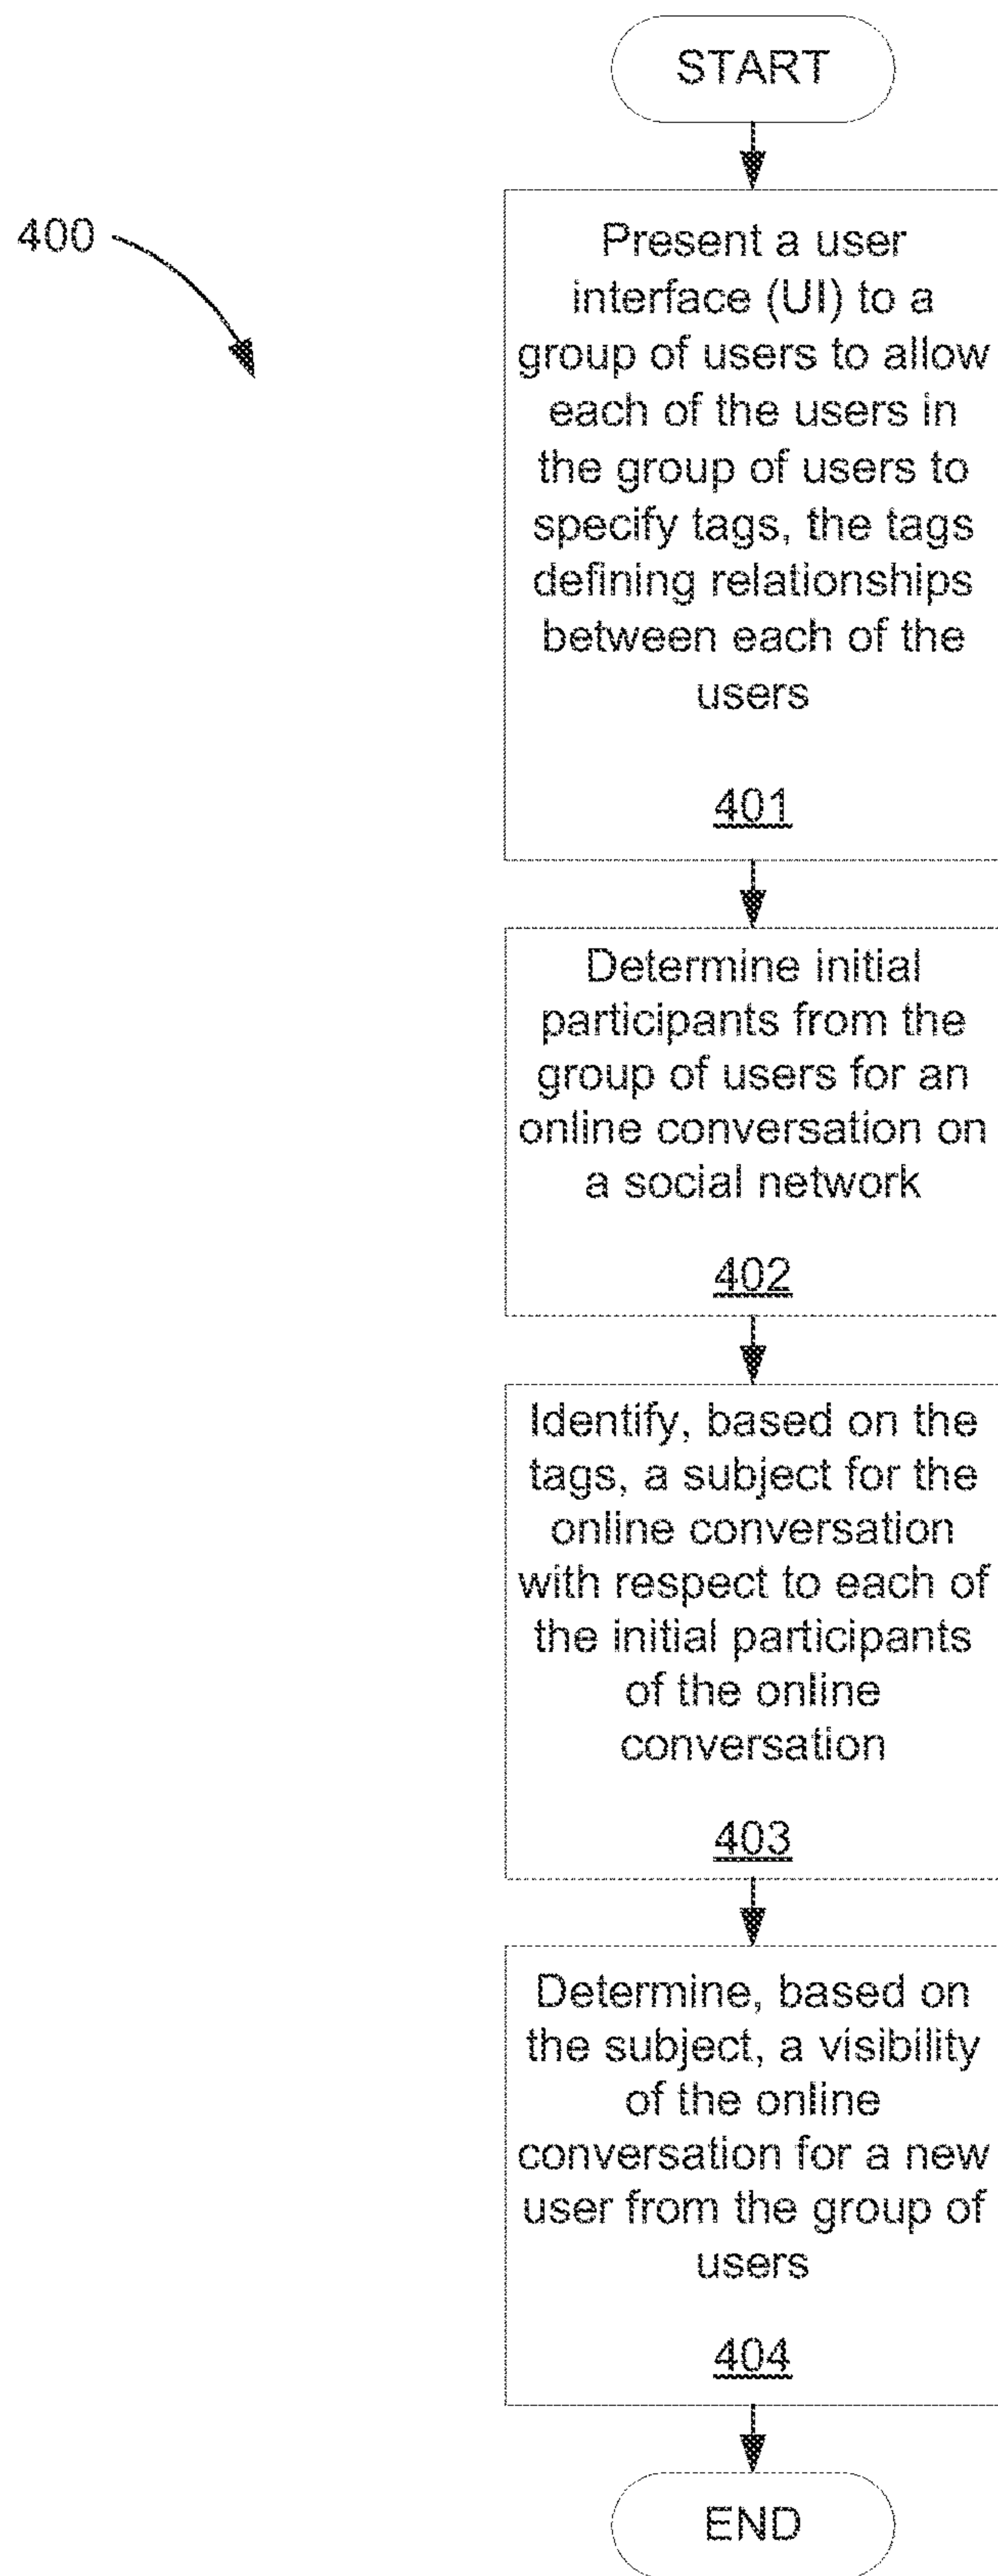 START
400
Present a user
interface (UI) to a
group of users to allow
each of the users in
the group of users to
specify tags, the tags
defining relationships
between each of the
users
401
Determine initial
participants from the
group of users for an
online conversation on
a social network
402
Identify, based on the
tags, a subject for the
online conversation
with respect to each of
the initial participants
of the online
conversation
403
Determine, based on
the subject, a visibility
of the online
conversation for a new
user from the group of
users
404
END